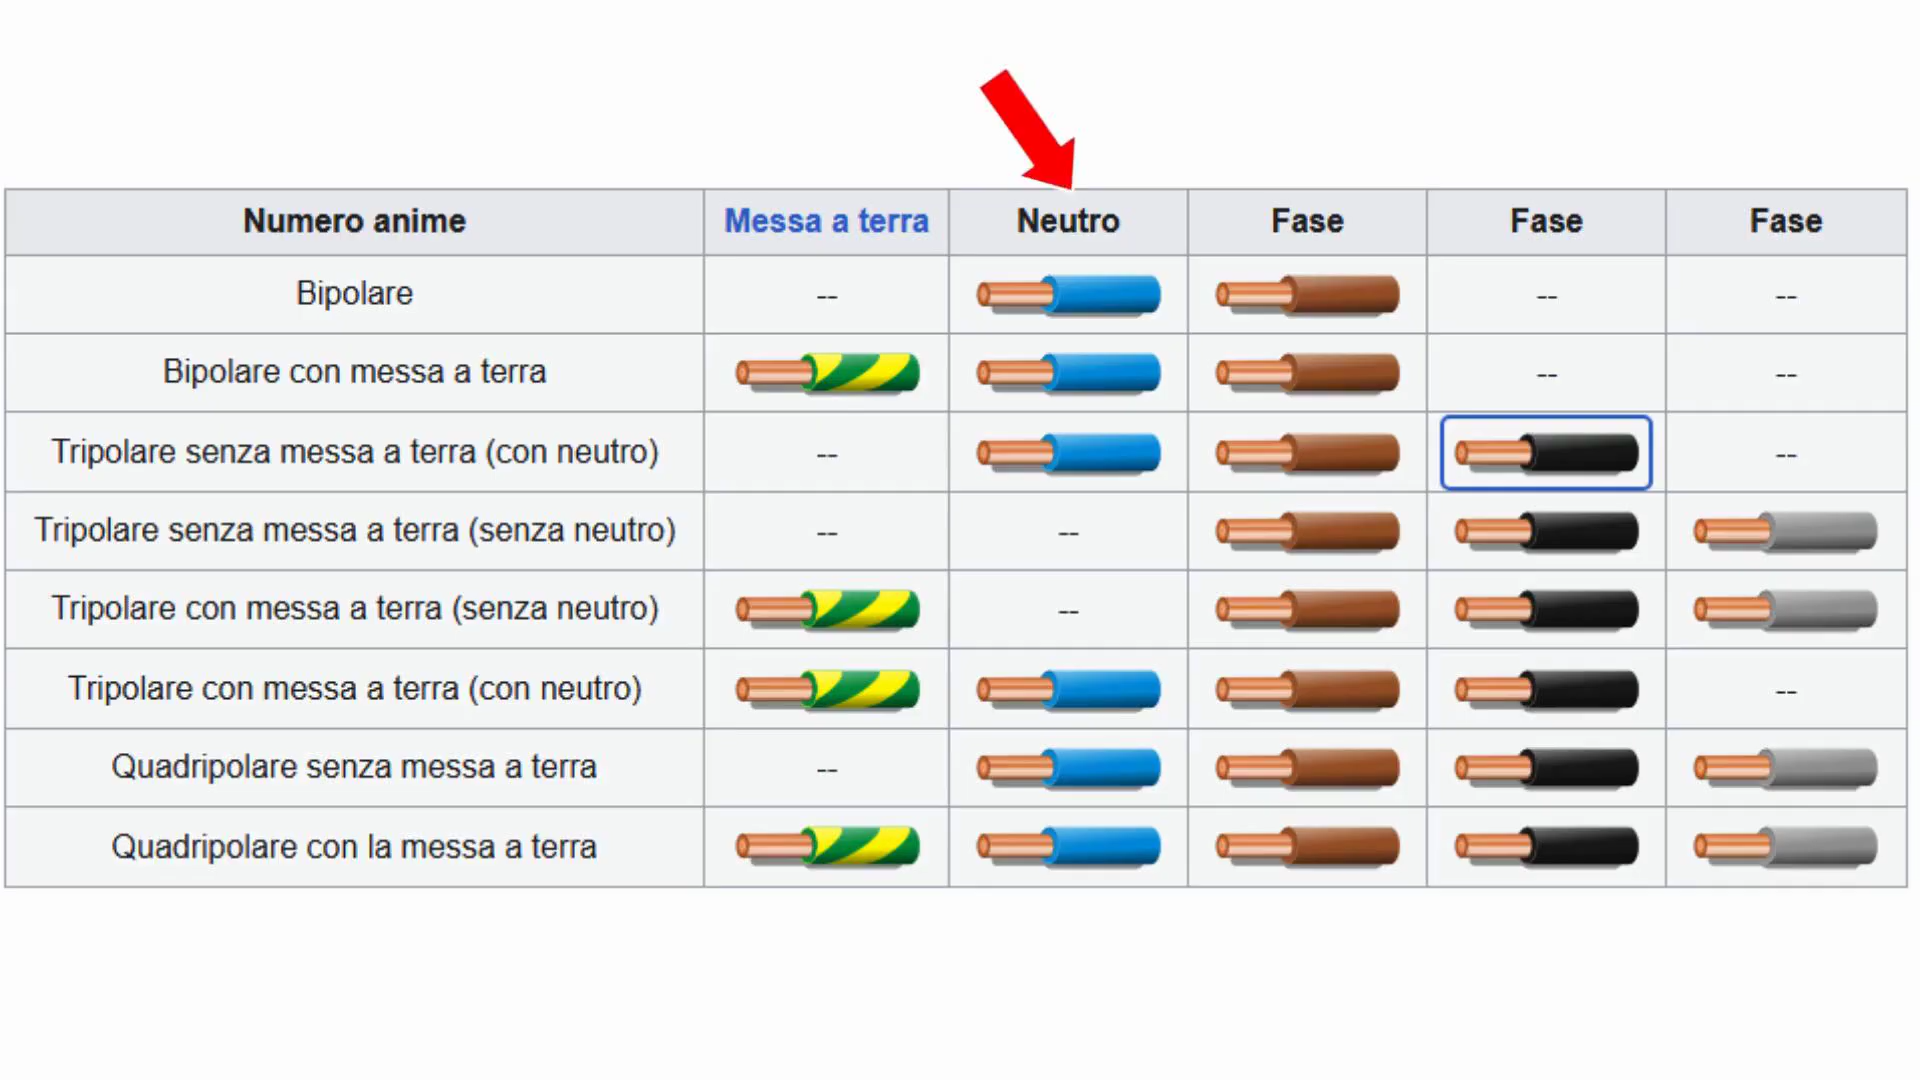 Numero anime Messa a terra Neutro Fase Fase Fase
Bipolare -- -- --
Bipolare con messa a terra -- --
Tripolare senza messa a terra (con neutro) -- --
Tripolare senza messa a terra (senza neutro) -- --
Tripolare con messa a terra (senza neutro) --
Tripolare con messa a terra (con neutro) --
Quadripolare senza messa a terra --
Quadripolare con la messa a terra